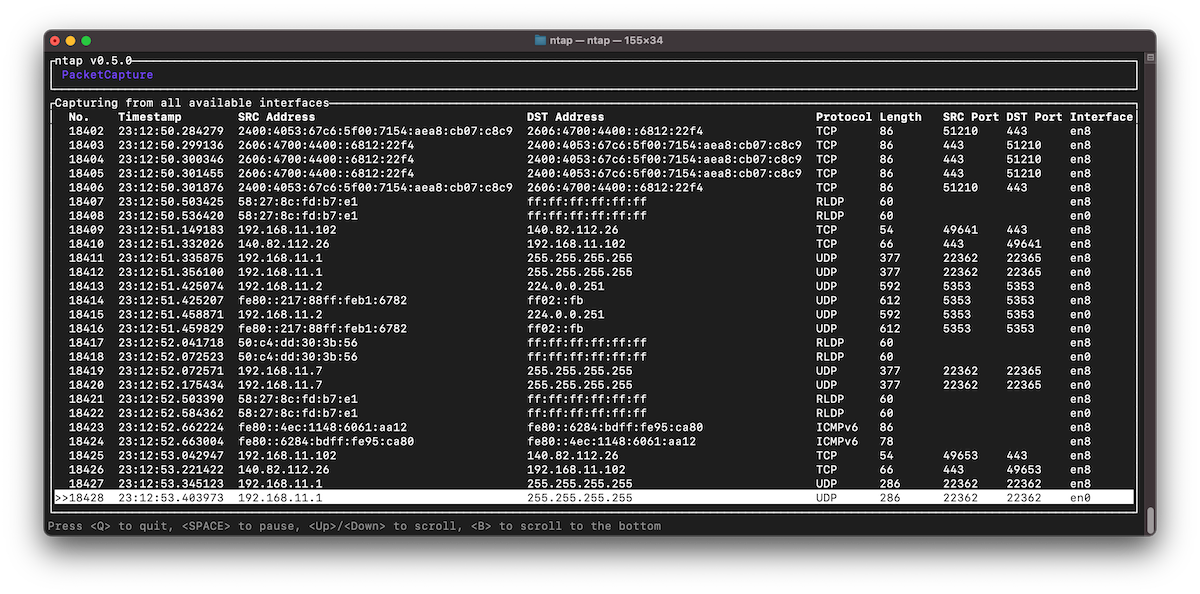 ntap — ntap — 155×34
ntap v0.5.0
PacketCapture
Capturing from all available interfaces
No. Timestamp SRC Address DST Address Protocol Length SRC Port DST Port Interface
18402 23:12:50.284279 2400:4053:67c6:5f00:7154:aea8:cb07:c8c9 2606:4700:4400::6812:22f4 TCP 86 51210 443 en8
18403 23:12:50.299136 2606:4700:4400::6812:22f4 2400:4053:67c6:5f00:7154:aea8:cb07:c8c9 TCP 86 443 51210 en8
18404 23:12:50.300346 2606:4700:4400::6812:22f4 2400:4053:67c6:5f00:7154:aea8:cb07:c8c9 TCP 86 443 51210 en8
18405 23:12:50.301455 2606:4700:4400::6812:22f4 2400:4053:67c6:5f00:7154:aea8:cb07:c8c9 TCP 86 443 51210 en8
18406 23:12:50.301876 2400:4053:67c6:5f00:7154:aea8:cb07:c8c9 2606:4700:4400::6812:22f4 TCP 86 51210 443 en8
18407 23:12:50.503425 58:27:8c:fd:b7:e1 ff:ff:ff:ff:ff:ff RLDP 60 en8
18408 23:12:50.536420 58:27:8c:fd:b7:e1 ff:ff:ff:ff:ff:ff RLDP 60 en0
18409 23:12:51.149183 192.168.11.102 140.82.112.26 TCP 54 49641 443 en8
18410 23:12:51.332026 140.82.112.26 192.168.11.102 TCP 66 443 49641 en8
18411 23:12:51.335875 192.168.11.1 255.255.255.255 UDP 377 22362 22365 en8
18412 23:12:51.356100 192.168.11.1 255.255.255.255 UDP 377 22362 22365 en0
18413 23:12:51.425074 192.168.11.2 224.0.0.251 UDP 592 5353 5353 en8
18414 23:12:51.425207 fe80::217:88ff:feb1:6782 ff02::fb UDP 612 5353 5353 en8
18415 23:12:51.458871 192.168.11.2 224.0.0.251 UDP 592 5353 5353 en0
18416 23:12:51.459829 fe80::217:88ff:feb1:6782 ff02::fb UDP 612 5353 5353 en0
18417 23:12:52.041718 50:c4:dd:30:3b:56 ff:ff:ff:ff:ff:ff RLDP 60 en8
18418 23:12:52.072523 50:c4:dd:30:3b:56 ff:ff:ff:ff:ff:ff RLDP 60 en0
18419 23:12:52.072571 192.168.11.7 255.255.255.255 UDP 377 22362 22365 en8
18420 23:12:52.175434 192.168.11.7 255.255.255.255 UDP 377 22362 22365 en0
18421 23:12:52.503390 58:27:8c:fd:b7:e1 ff:ff:ff:ff:ff:ff RLDP 60 en8
18422 23:12:52.584362 58:27:8c:fd:b7:e1 ff:ff:ff:ff:ff:ff RLDP 60 en0
18423 23:12:52.662224 fe80::4ec:1148:6061:aa12 fe80::6284:bdff:fe95:ca80 ICMPv6 86 en8
18424 23:12:52.663004 fe80::6284:bdff:fe95:ca80 fe80::4ec:1148:6061:aa12 ICMPv6 78 en8
18425 23:12:53.042947 192.168.11.102 140.82.112.26 TCP 54 49653 443 en8
18426 23:12:53.221422 140.82.112.26 192.168.11.102 TCP 66 443 49653 en8
18427 23:12:53.345123 192.168.11.1 255.255.255.255 UDP 286 22362 22362 en8
>>18428 23:12:53.403973 192.168.11.1 255.255.255.255 UDP 286 22362 22362 en0
Press <Q> to quit, <SPACE> to pause, <Up>/<Down> to scroll, <B> to scroll to the bottom